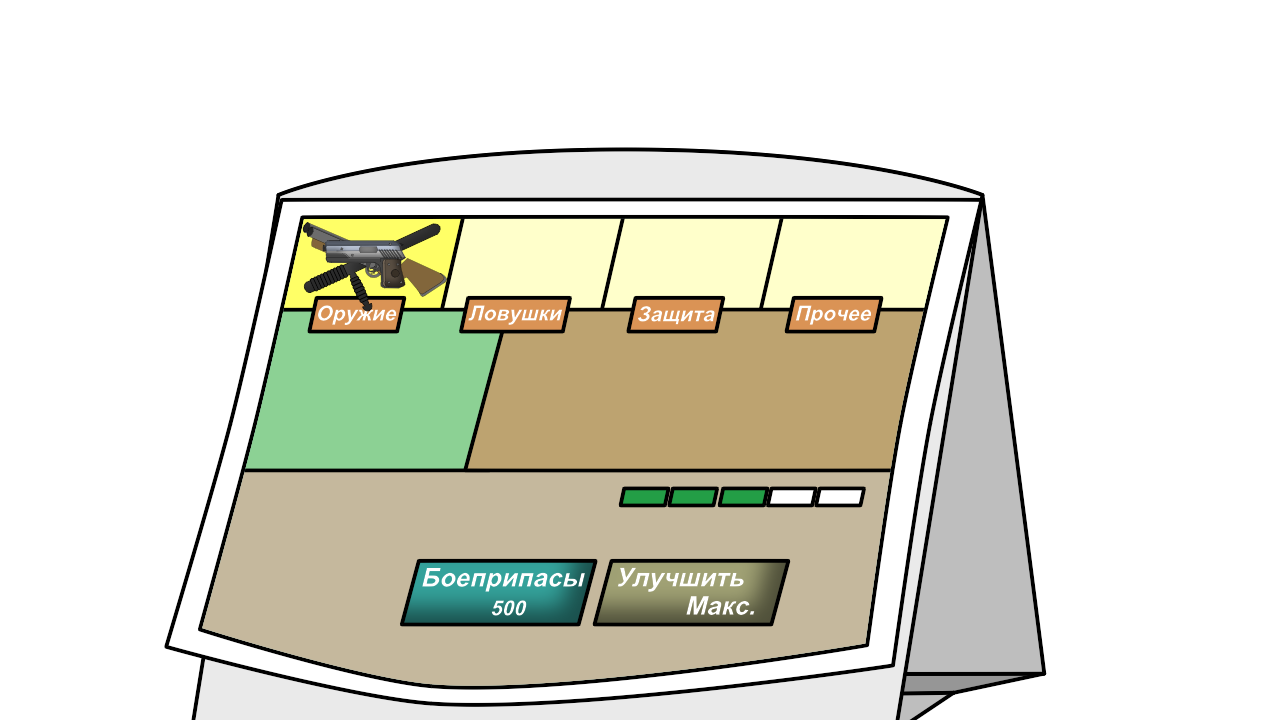 Оружие
Ловушки
Защита
Прочее
Боеприпасы
500
Улучшить
Макс.